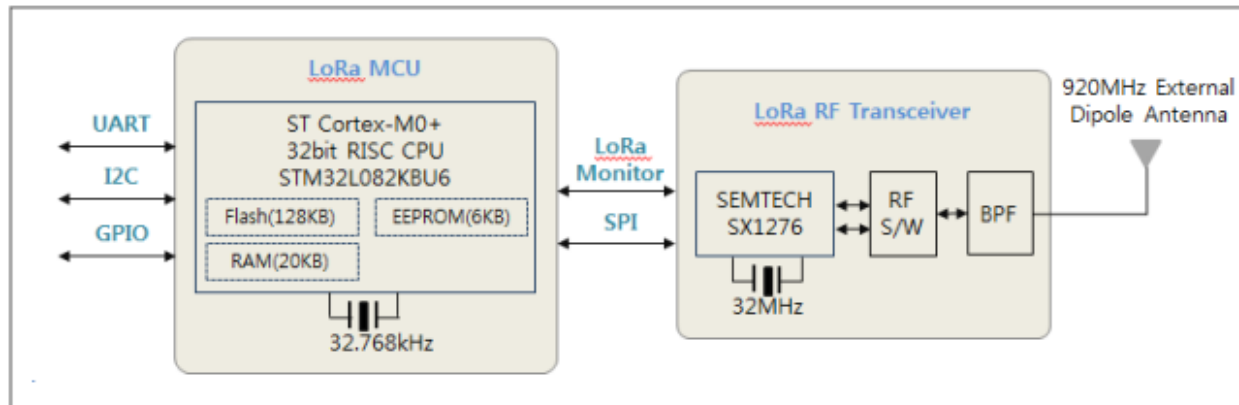 LoRa MCU
UART
I2C
GPIO
ST Cortex-M0+
32bit RISC CPU
STM32L082KBU6
Flash(128KB)
EEPROM(6KB)
RAM(20KB)
32.768kHz
LoRa
Monitor
SPI
LoRa RF Transceiver
SEMTECH
SX1276
RF
S/W
BPF
32MHz
920MHz External
Dipole Antenna